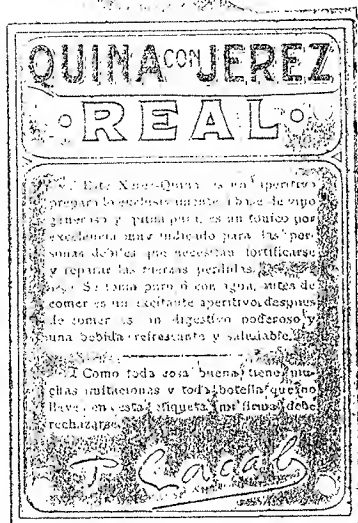 QUINA CON JEREZ
REAL
Este Xerez-Quina es un aperitivo
preparado exclusivamente á base de vino
generoso y quina pura, es un tónico por
excelencia muy indicado para las per-
sonas débiles que necesitan fortificarse
y reparar las fuerzas perdidas.
Se toma puro ó con agua, antes de
comer es un excitante aperitivo, despues
de comer es un digestivo poderoso y
una bebida refrescante y saludable.
Como toda cosa buena, tiene mu-
chas imitaciones y toda botella que no
lleve en esta etiqueta mi firma debe
rechazarse.